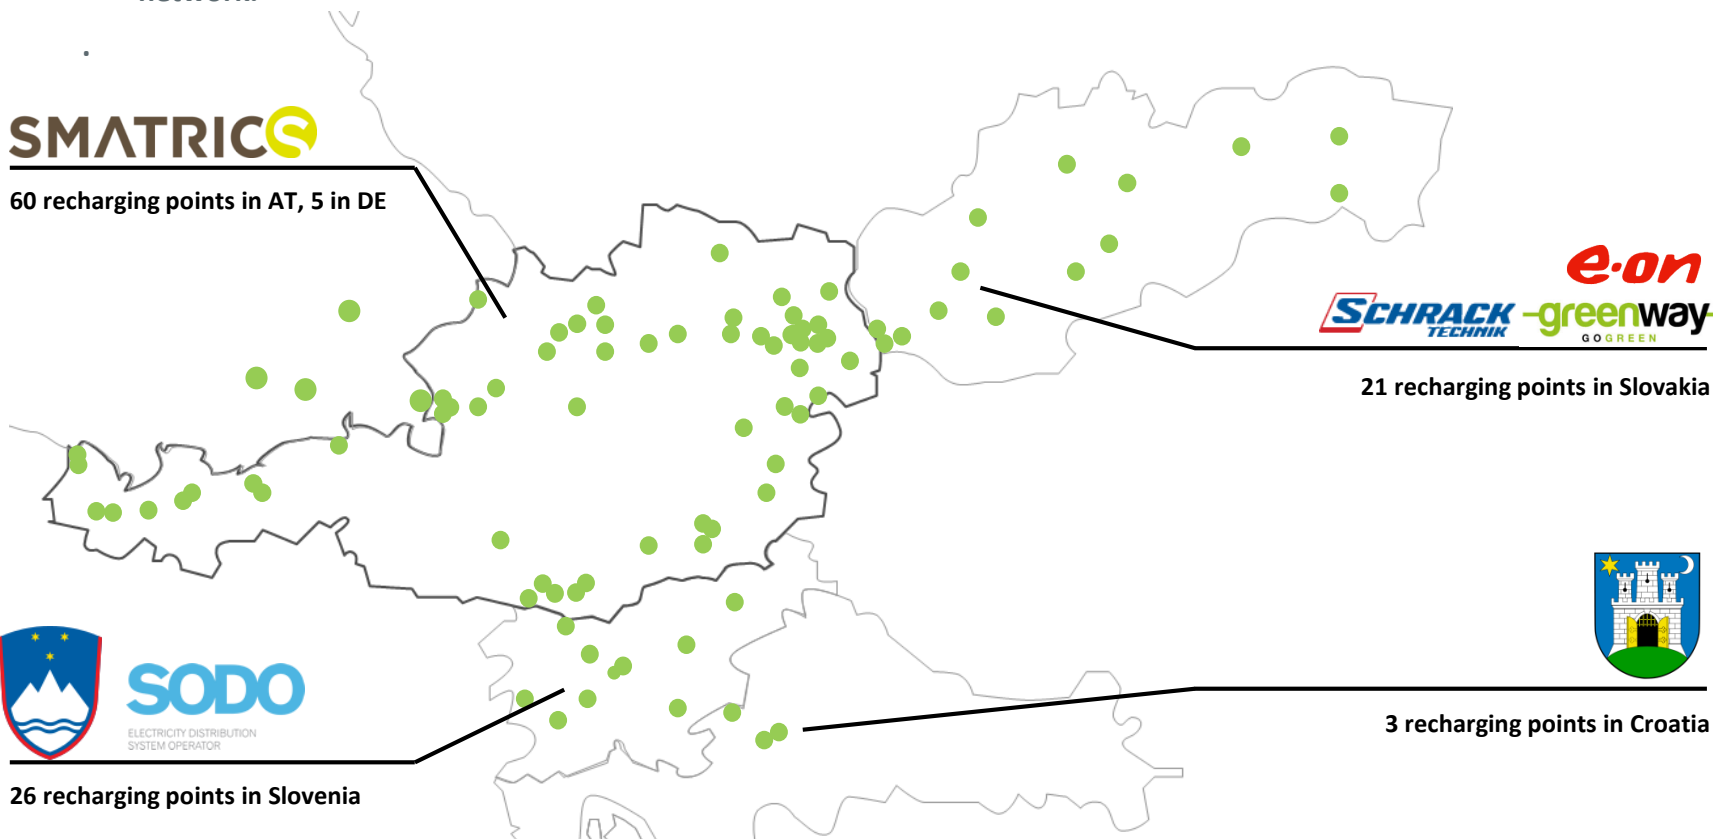 SMATRICS
60 recharging points in AT, 5 in DE
e·on
SCHRACK
TECHNIK
greenway
GOGREEN
21 recharging points in Slovakia
SODO
ELECTRICITY DISTRIBUTION
SYSTEM OPERATOR
3 recharging points in Croatia
26 recharging points in Slovenia